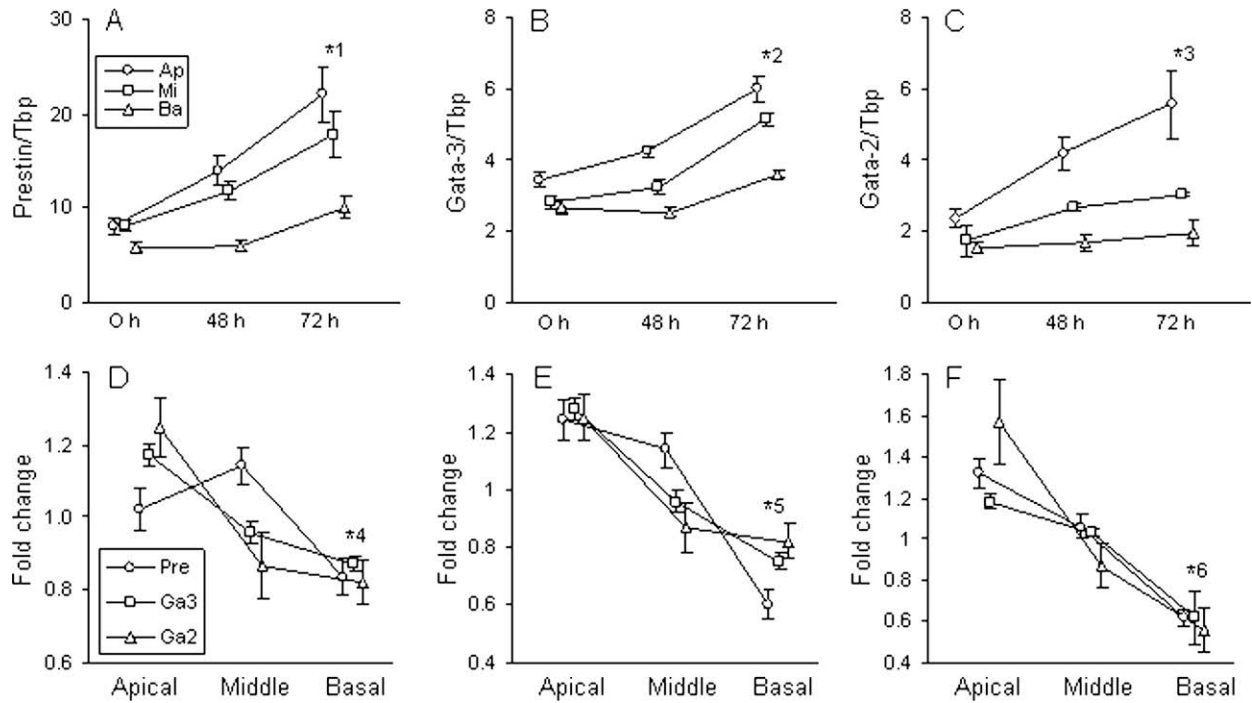 A
Prestin/Tbp
30
20
10
0
Ap
Mi
Ba
*1
O h
48 h
72 h
B
Gata-3/Tbp
8
6
4
2
0
*2
O h
48 h
72 h
C
Gata-2/Tbp
8
6
4
2
0
*3
O h
48 h
72 h
D
Fold change
1.4
1.2
1.0
0.8
0.6
Pre
Ga3
Ga2
*4
Apical
Middle
Basal
E
Fold change
1.4
1.2
1
0.8
0.6
0.4
*5
Apical
Middle
Basal
F
Fold change
1.8
1.6
1.4
1.2
1
0.8
0.6
0.4
*6
Apical
Middle
Basal